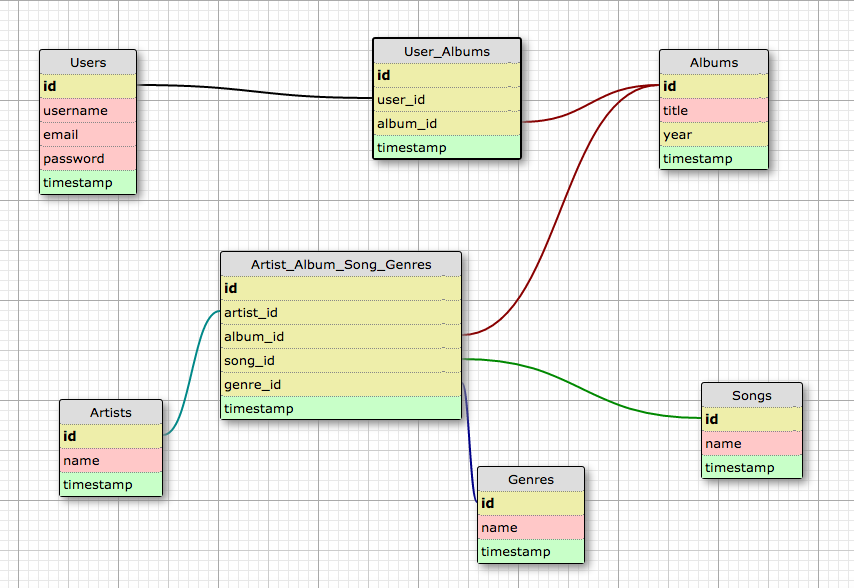 Users
id
username
email
password
timestamp
User_Albums
id
user_id
album_id
timestamp
Albums
id
title
year
timestamp
Artist_Album_Song_Genres
id
artist_id
album_id
song_id
genre_id
timestamp
Artists
id
name
timestamp
Genres
id
name
timestamp
Songs
id
name
timestamp